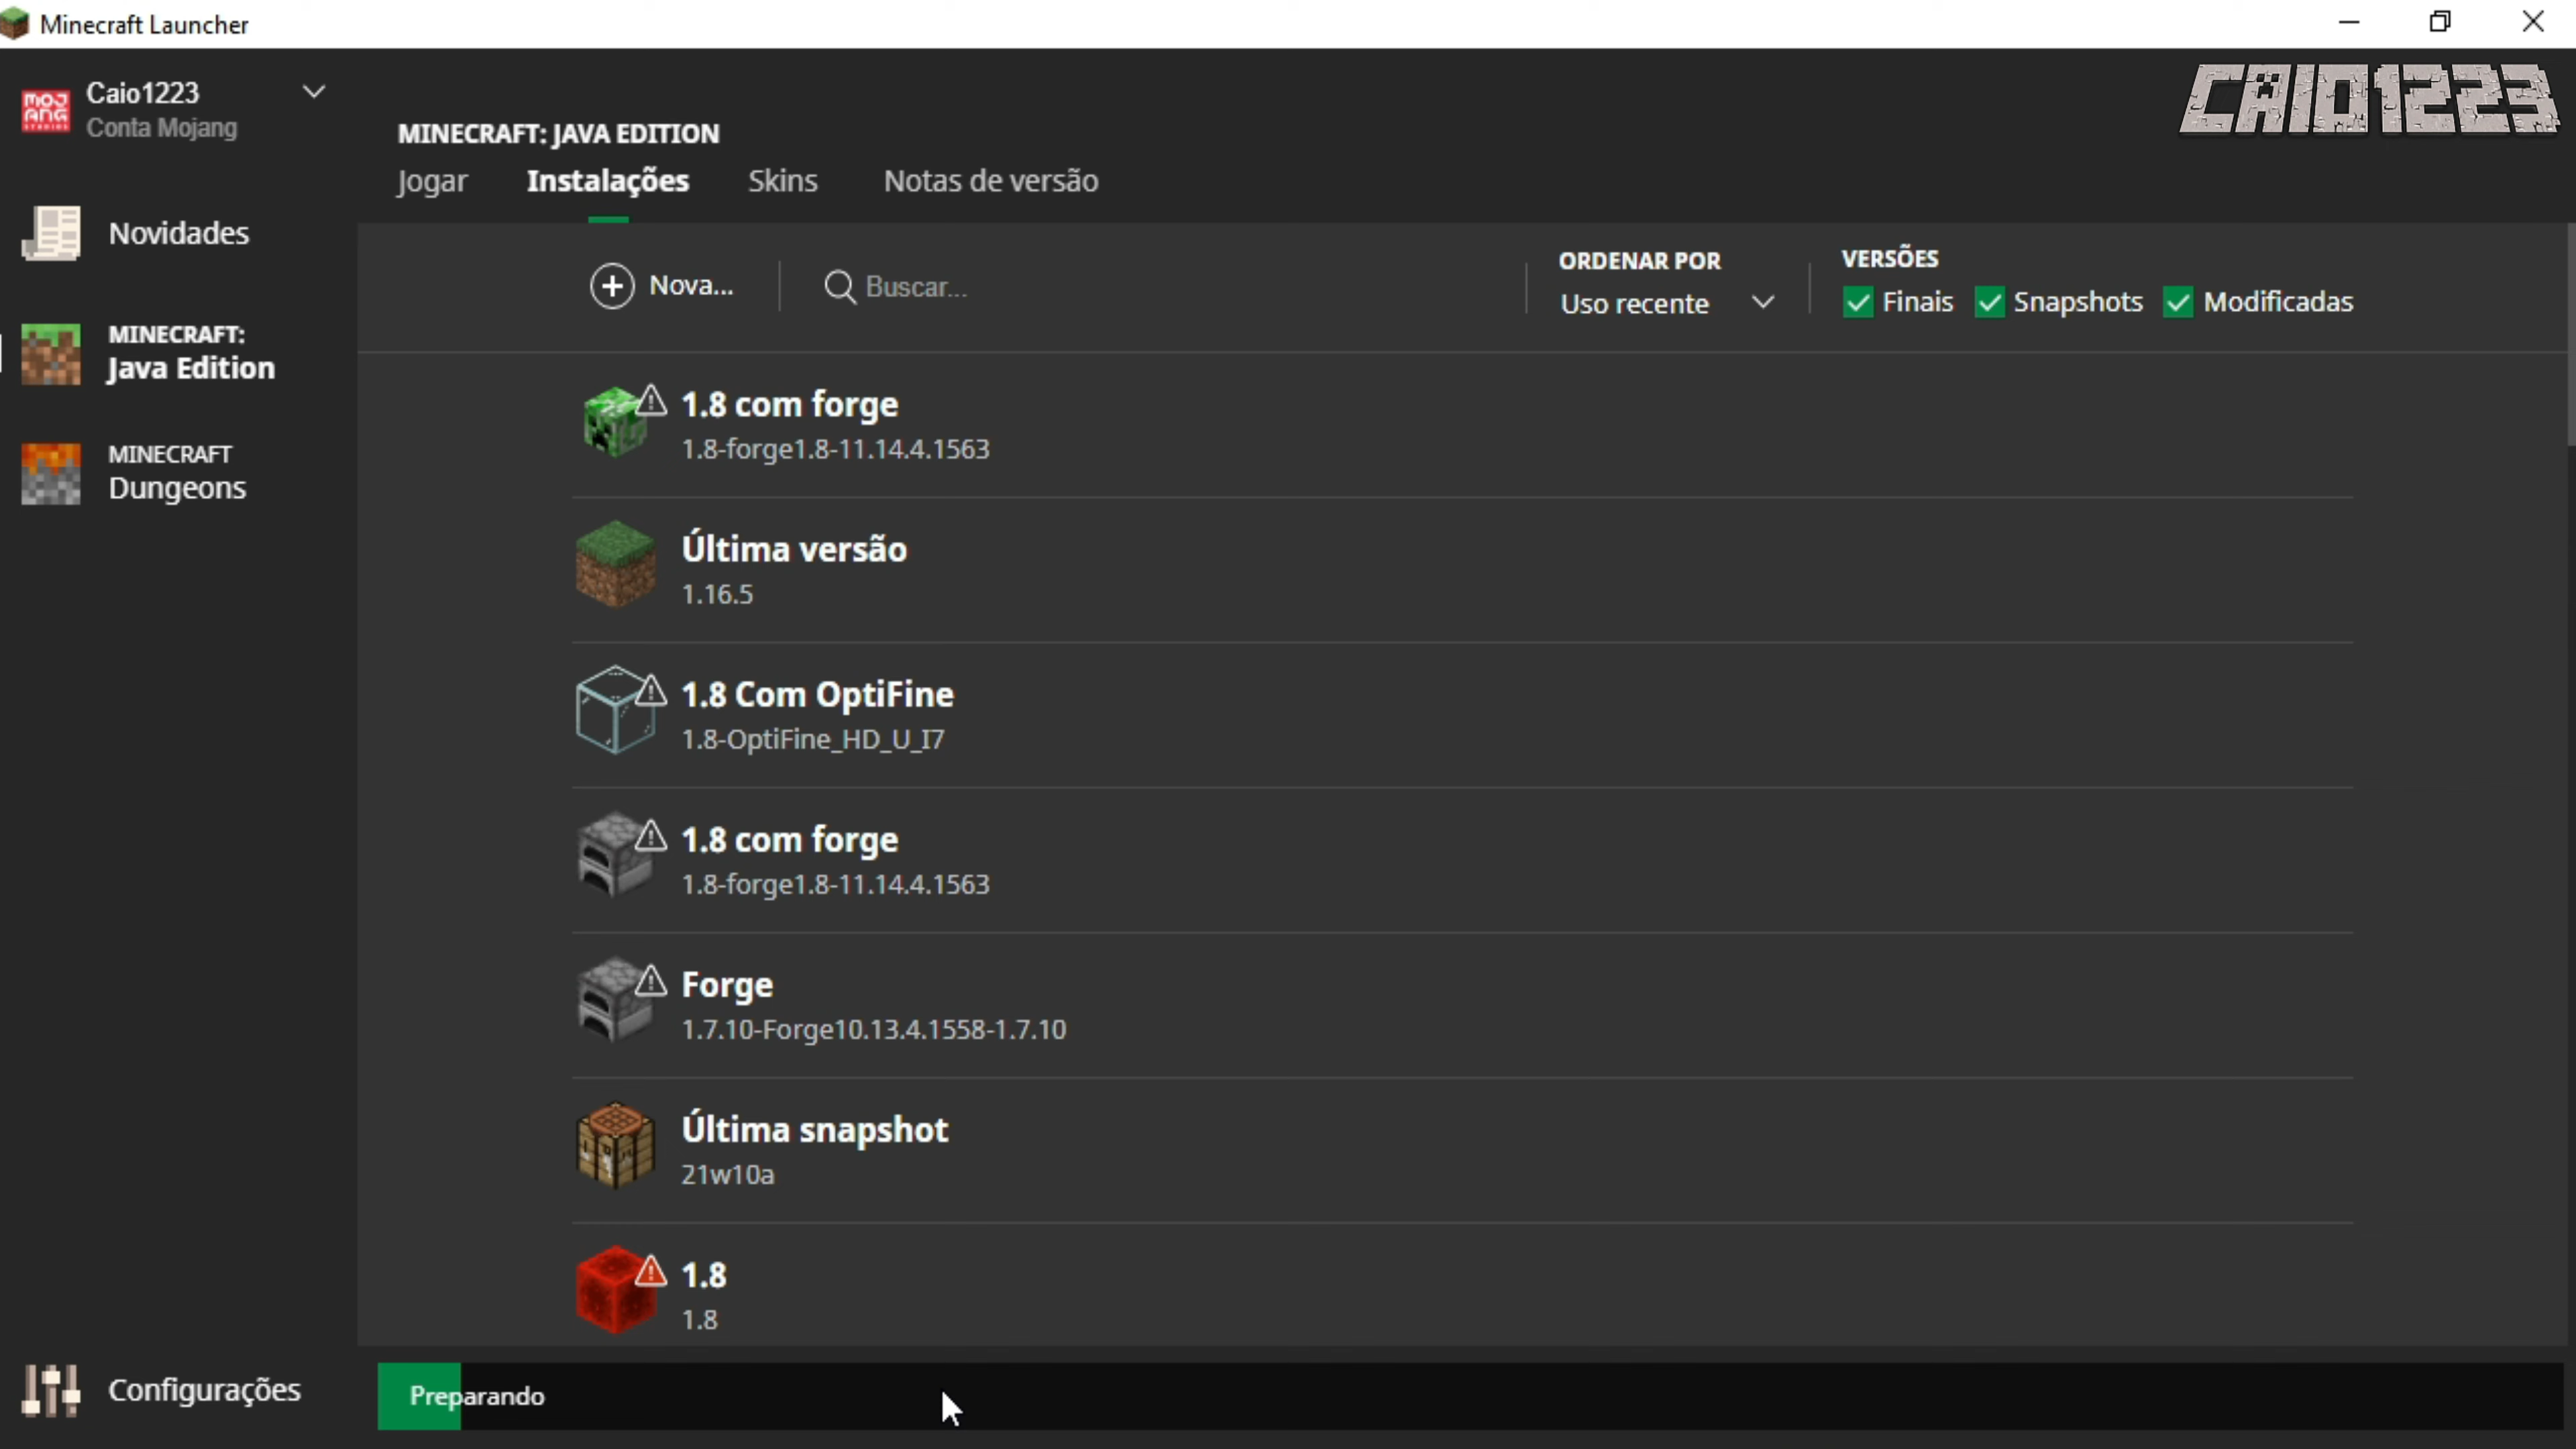 Minecraft Launcher
MOJ
ANG
STUDIOS
Caio1223
Conta Mojang
CAIO1223
MINECRAFT: JAVA EDITION
Jogar
Instalações
Skins
Notas de versão
Novidades
MINECRAFT:
Java Edition
MINECRAFT
Dungeons
Nova...
Buscar...
ORDENAR POR
Uso recente
VERSÕES
Finais
Snapshots
Modificadas
1.8 com forge
1.8-forge1.8-11.14.4.1563
Última versão
1.16.5
1.8 Com OptiFine
1.8-OptiFine_HD_U_I7
1.8 com forge
1.8-forge1.8-11.14.4.1563
Forge
1.7.10-Forge10.13.4.1558-1.7.10
Última snapshot
21w10a
1.8
1.8
Configurações
Preparando